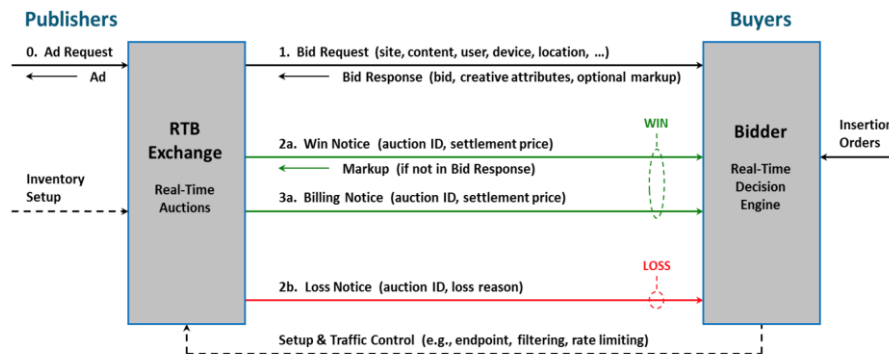 Publishers
Buyers
0. Ad Request
Ad
1. Bid Request (site, content, user, device, location, …)
Bid Response (bid, creative attributes, optional markup)
RTB
Exchange
Real-Time
Auctions
WIN
2a. Win Notice (auction ID, settlement price)
Markup (if not in Bid Response)
3a. Billing Notice (auction ID, settlement price)
Bidder
Real-Time
Decision
Engine
Insertion
Orders
Inventory
Setup
LOSS
2b. Loss Notice (auction ID, loss reason)
Setup & Traffic Control (e.g., endpoint, filtering, rate limiting)